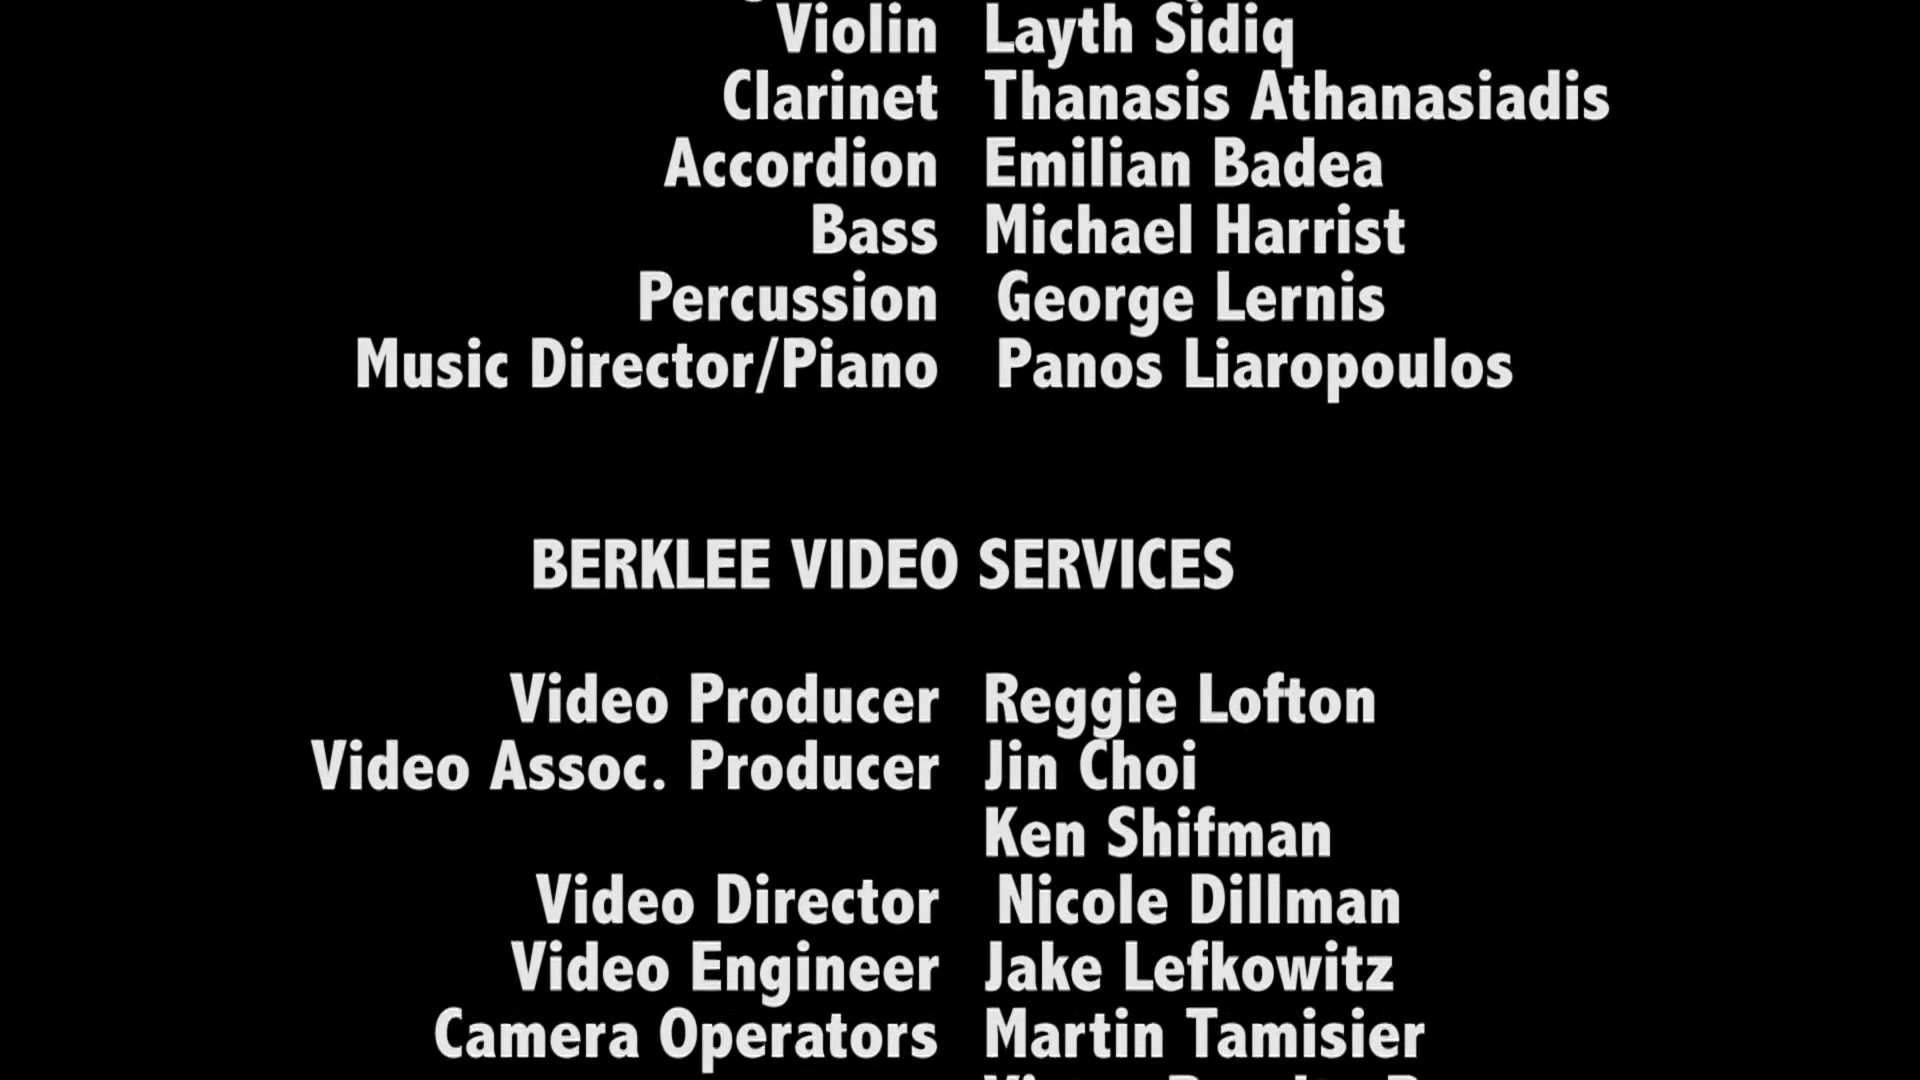 Violin Layth Sidiq
Clarinet Thanasis Athanasiadis
Accordion Emilian Badea
Bass Michael Harrist
Percussion George Lernis
Music Director/Piano Panos Liaropoulos
BERKLEE VIDEO SERVICES
Video Producer Reggie Lofton
Video Assoc. Producer Jin Choi
Ken Shifman
Video Director Nicole Dillman
Video Engineer Jake Lefkowitz
Camera Operators Martin Tamisier